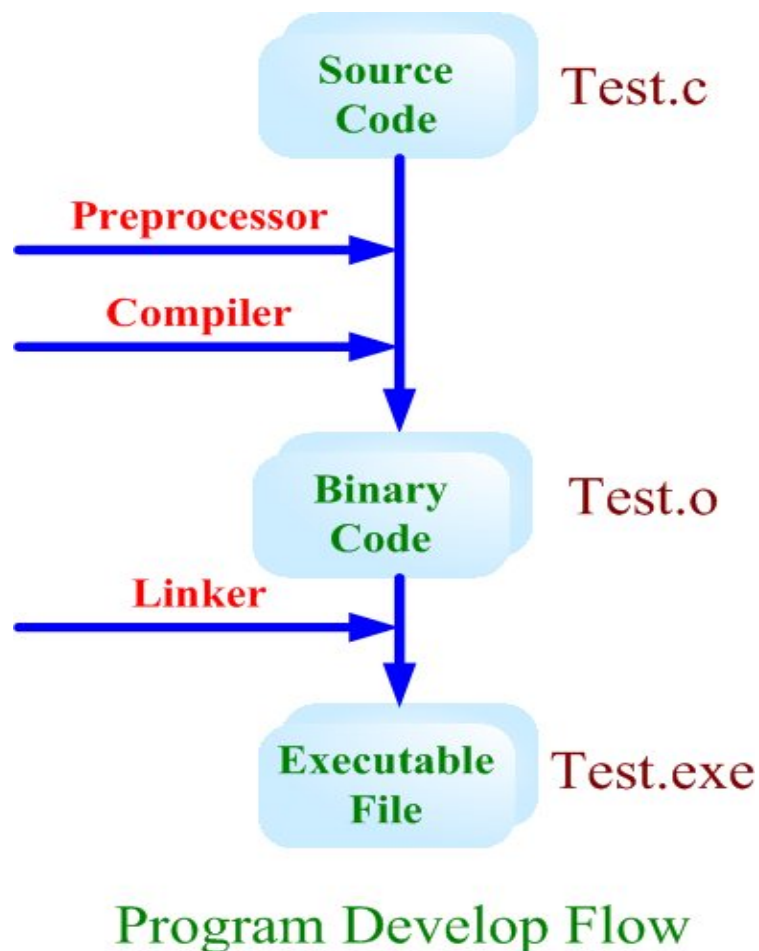 Source
Code
Test.c
Preprocessor
Compiler
Binary
Code
Test.o
Linker
Executable
File
Test.exe
Program Develop Flow